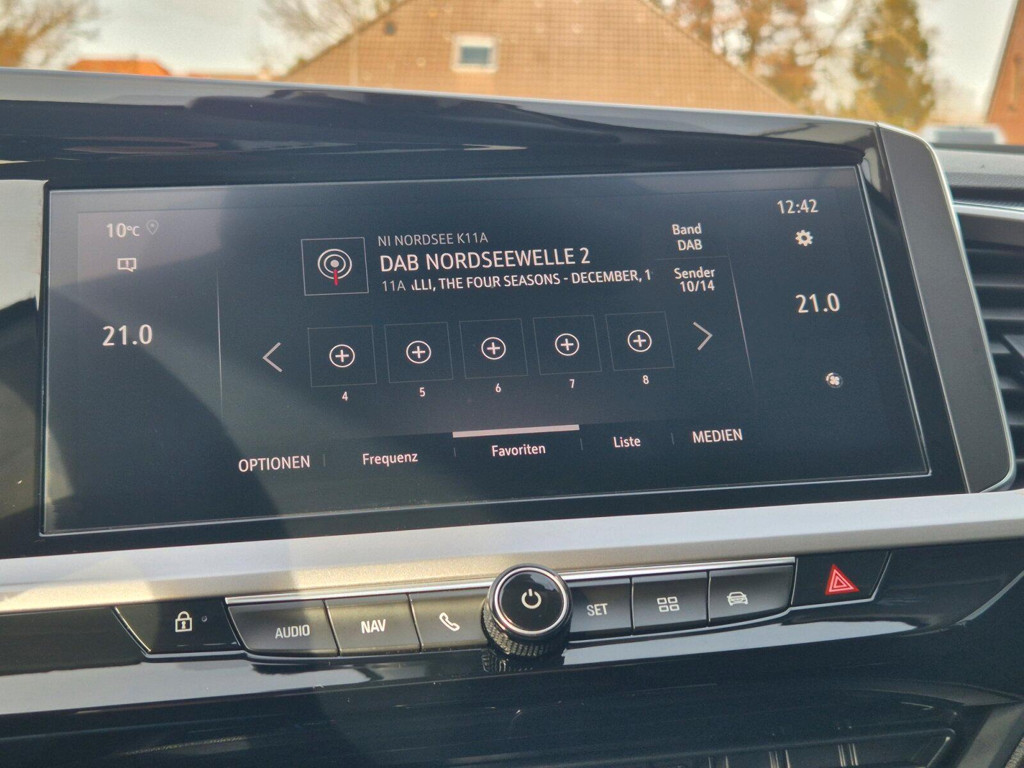 10°C
21.0
NI NORDSEE K11A
DAB NORDSEEWELLE 2
11A .LLI, THE FOUR SEASONS - DECEMBER, 1
Band
DAB
Sender
10/14
12:42
21.0
4 5 6 7 8
OPTIONEN Frequenz Favoriten Liste MEDIEN
AUDIO NAV SET